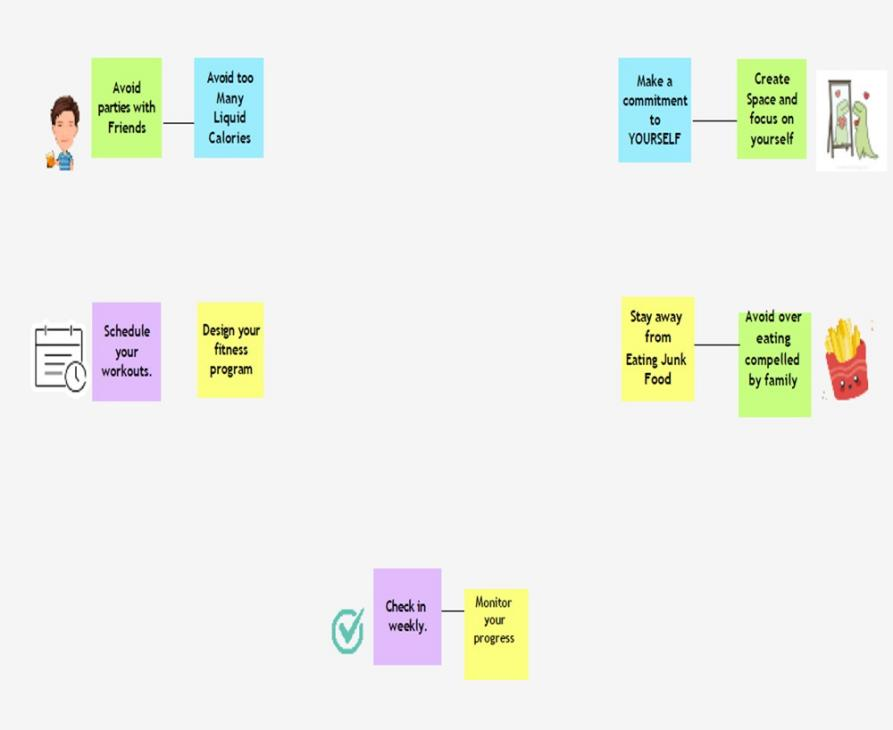 Avoid
parties with
Friends
Avoid too
Many
Liquid
Calories
Make a
commitment
to
YOURSELF
Create
Space and
focus on
yourself
Schedule
your
workouts.
Design your
fitness
program
Stay away
from
Eating Junk
Food
Avoid over
eating
compelled
by family
Check in
weekly.
Monitor
your
progress